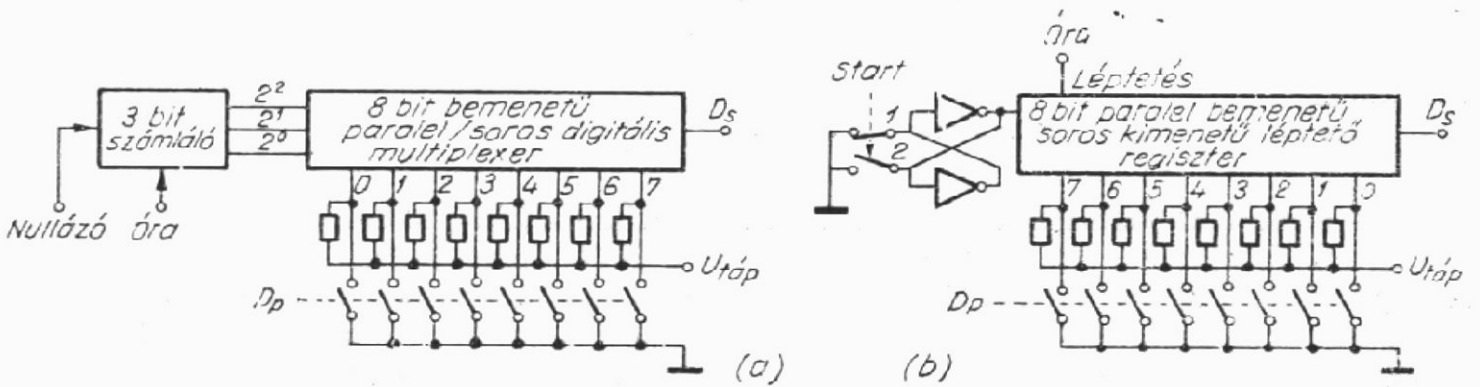 3 bit
számláló
2²
2¹
2⁰
8 bit bemenetű
paralel/soros digitális
multiplexer
Ds
0 1 2 3 4 5 6 7
Nullázó óra
Utáp
Dp
(a)
Start
1
2
óra
Léptetés
8 bit paralel bemenetű
soros kimenetű léptető
regiszter
Ds
7 6 5 4 3 2 1 0
Utáp
Dp
(b)